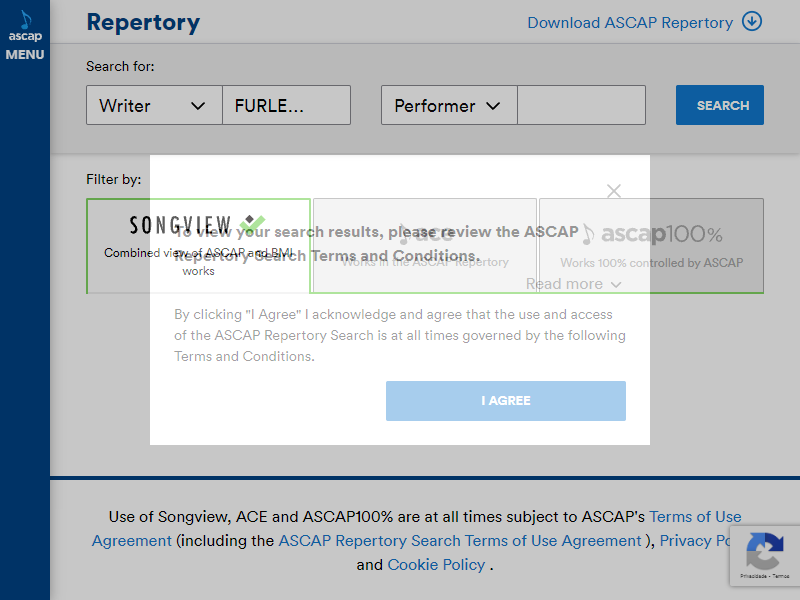 ascap
MENU
Repertory
Download ASCAP Repertory
Search for:
Writer
FURLE...
Performer
SEARCH
Filter by:
SONGVIEW
Combined view of ASCAP and BMI
works
ace
Works in the ASCAP Repertory
ascap100%
Works 100% controlled by ASCAP
To view your search results, please review the ASCAP
Repertory Search Terms and Conditions.
Read more
By clicking "I Agree" I acknowledge and agree that the use and access
of the ASCAP Repertory Search is at all times governed by the following
Terms and Conditions.
I AGREE
Use of Songview, ACE and ASCAP100% are at all times subject to ASCAP's Terms of Use
Agreement (including the ASCAP Repertory Search Terms of Use Agreement ), Privacy Po
and Cookie Policy .
Privacidade - Termos